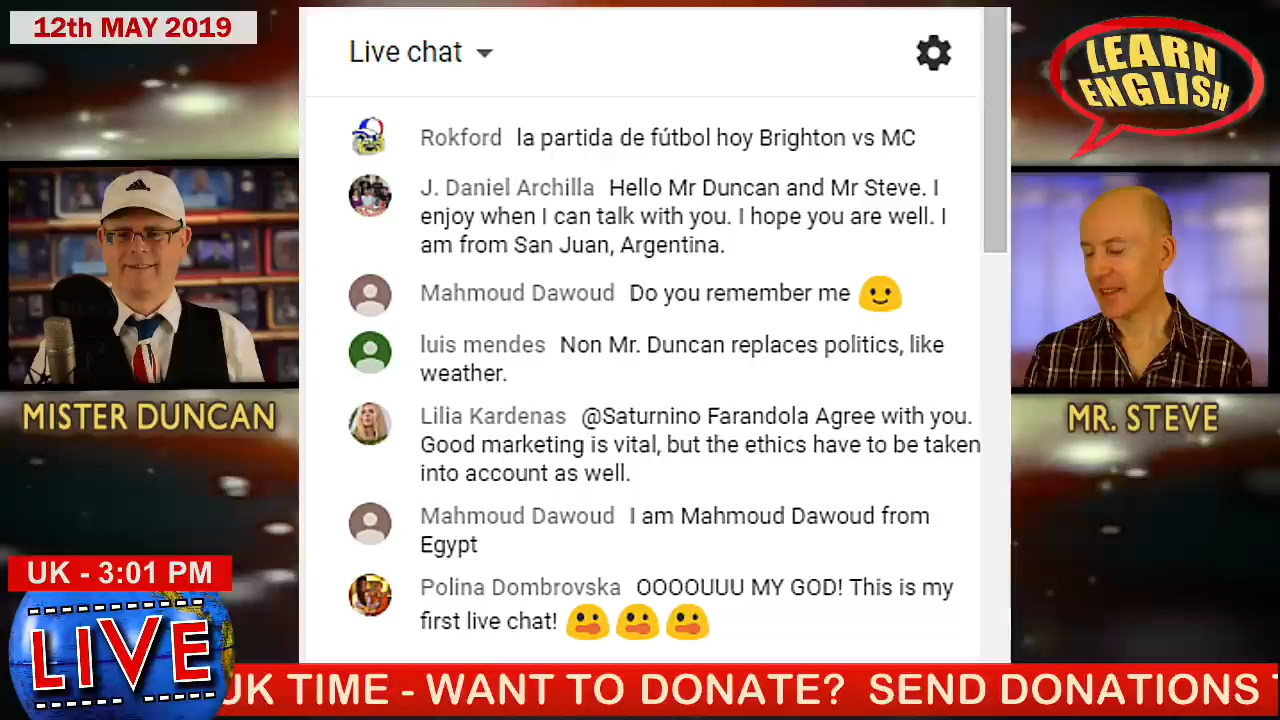 12th MAY 2019
LEARN
ENGLISH
Live chat
Rokford la partida de fútbol hoy Brighton vs MC
J. Daniel Archilla Hello Mr Duncan and Mr Steve. I
enjoy when I can talk with you. I hope you are well. I
am from San Juan, Argentina.
Mahmoud Dawoud Do you remember me 🙂
luis mendes Non Mr. Duncan replaces politics, like
weather.
Lilia Kardenas @Saturnino Farandola Agree with you.
Good marketing is vital, but the ethics have to be taken
into account as well.
Mahmoud Dawoud I am Mahmoud Dawoud from
Egypt
Polina Dombrovska OOOOUUU MY GOD! This is my
first live chat!
MISTER DUNCAN
MR. STEVE
UK - 3:01 PM
LIVE
UK TIME - WANT TO DONATE? SEND DONATIONS